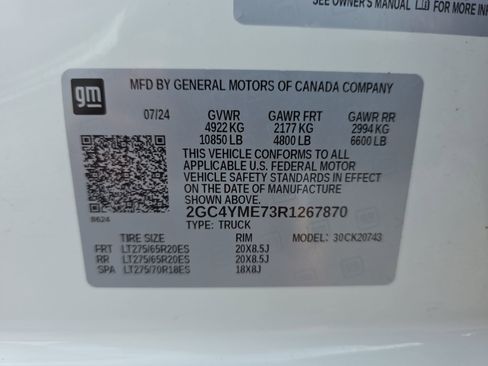 SEE OWNER'S MANUAL FOR MORE
gm
MFD BY GENERAL MOTORS OF CANADA COMPANY
07/24 GVWR GAWR FRT GAWR RR
4922 KG 2177 KG 2994 KG
10850 LB 4800 LB 6600 LB
THIS VEHICLE CONFORMS TO ALL
APPLICABLE U.S. FEDERAL MOTOR
VEHICLE SAFETY STANDARDS IN EFFECT
ON THE DATE OF MANUFACTURE
SHOWN ABOVE.
2GC4YME73R1267870
TYPE: TRUCK
TIRE SIZE RIM MODEL: 30CK20743
FRT LT275/65R20ES 20X8.5J
RR LT275/65R20ES 20X8.5J
SPA LT275/70R18ES 18X8J